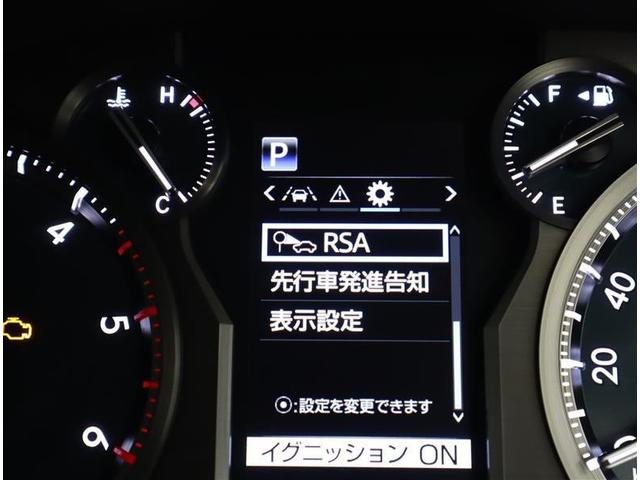 H
C
P
RSA
先行車発進告知
表示設定
:設定を変更できます
イグニッション ON
F
E
4
5
6
40
20
0